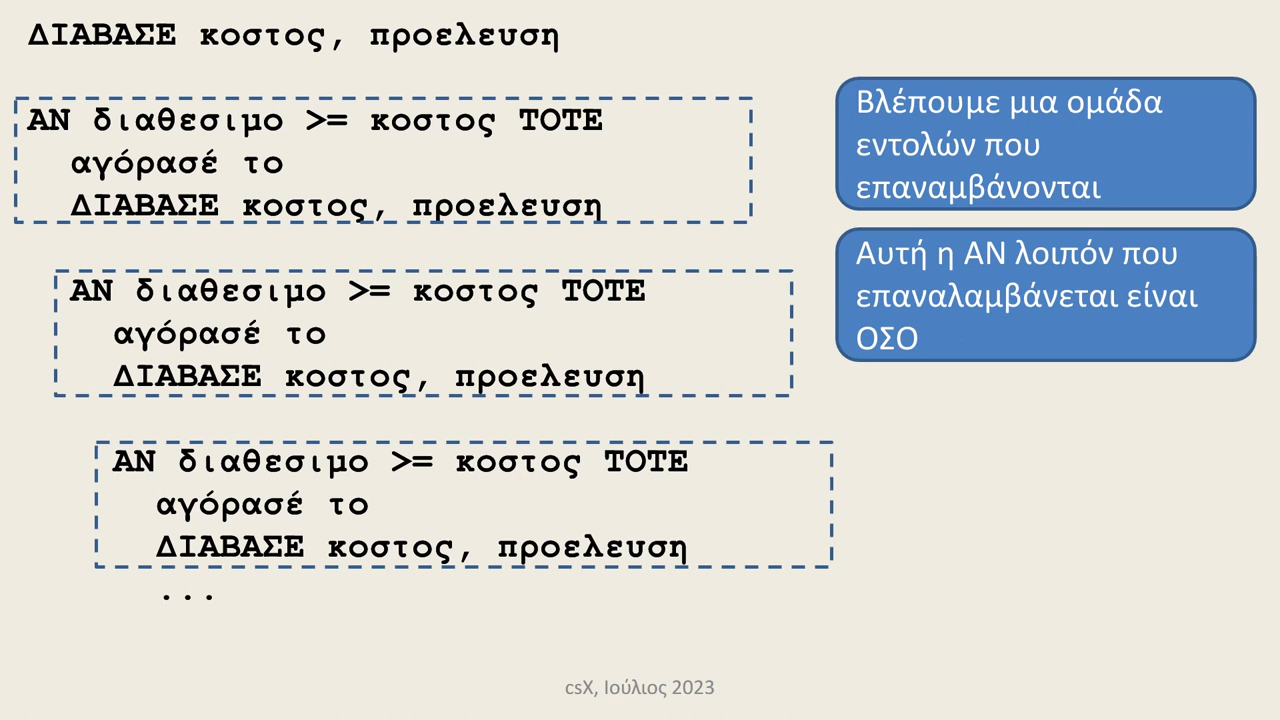 ΔΙΑΒΑΣΕ κοστος, προελευση
ΑΝ διαθεσιμο >= κοστος ΤΟΤΕ
αγόρασέ το
ΔΙΑΒΑΣΕ κοστος, προελευση
ΑΝ διαθεσιμο >= κοστος ΤΟΤΕ
αγόρασέ το
ΔΙΑΒΑΣΕ κοστος, προελευση
ΑΝ διαθεσιμο >= κοστος ΤΟΤΕ
αγόρασέ το
ΔΙΑΒΑΣΕ κοστος, προελευση
...
Βλέπουμε μια ομάδα
εντολών που
επαναμβάνονται
Αυτή η ΑΝ λοιπόν που
επαναλαμβάνεται είναι
ΟΣΟ
csX, Ιούλιος 2023